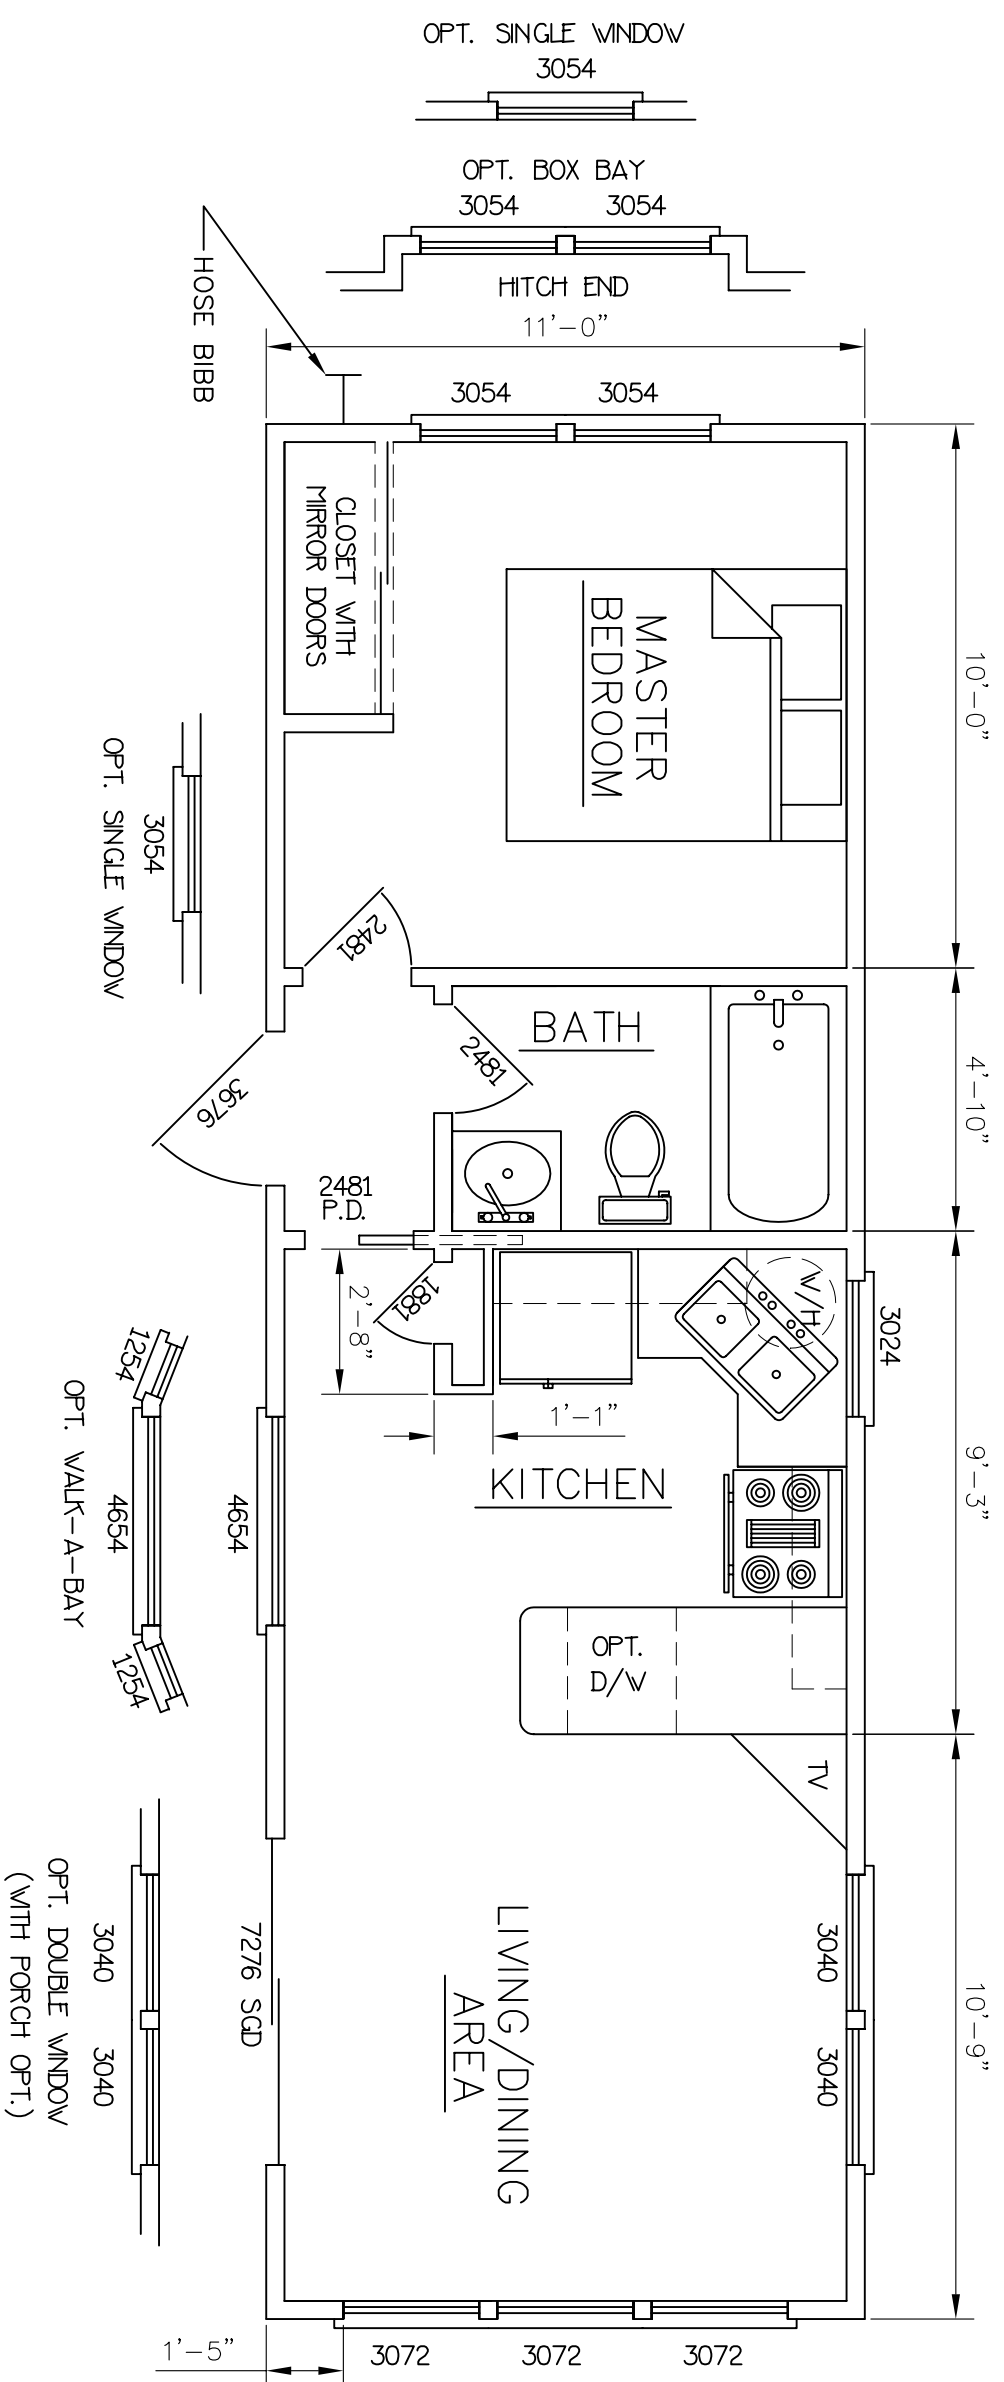 OPT. SINGLE WINDOW
3054
OPT. BOX BAY
3054 3054
HITCH END
11'-0"
HOSE BIBB
3054 3054
10'-0"
CLOSET WITH
MIRROR DOORS
MASTER
BEDROOM
3054
OPT. SINGLE WINDOW
2481
4'-10"
BATH
2481
3676
2481
P.D.
1881
2'-8"
W/H
3024
9'-3"
1'-1"
KITCHEN
1254
4654
1254
OPT. WALK-A-BAY
4654
OPT.
D/W
TV
10'-9"
3040 3040
LIVING/DINING
AREA
7276 SGD
3040 3040
OPT. DOUBLE WINDOW
(WITH PORCH OPT.)
1'-5"
3072 3072 3072